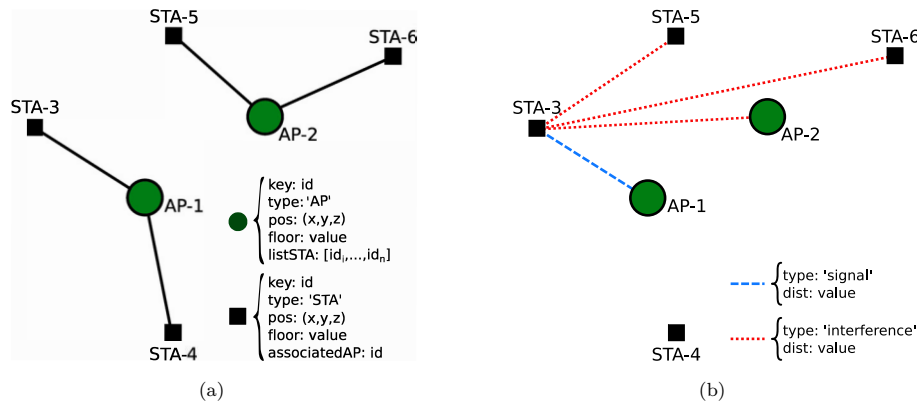 STA-5
STA-6
STA-3
AP-2
AP-1
STA-4
key: id
type: 'AP'
pos: (x,y,z)
floor: value
listSTA: [id_i,...,id_n]
key: id
type: 'STA'
pos: (x,y,z)
floor: value
associatedAP: id
(a)
STA-5
STA-6
STA-3
AP-2
AP-1
STA-4
type: 'signal'
dist: value
type: 'interference'
dist: value
(b)